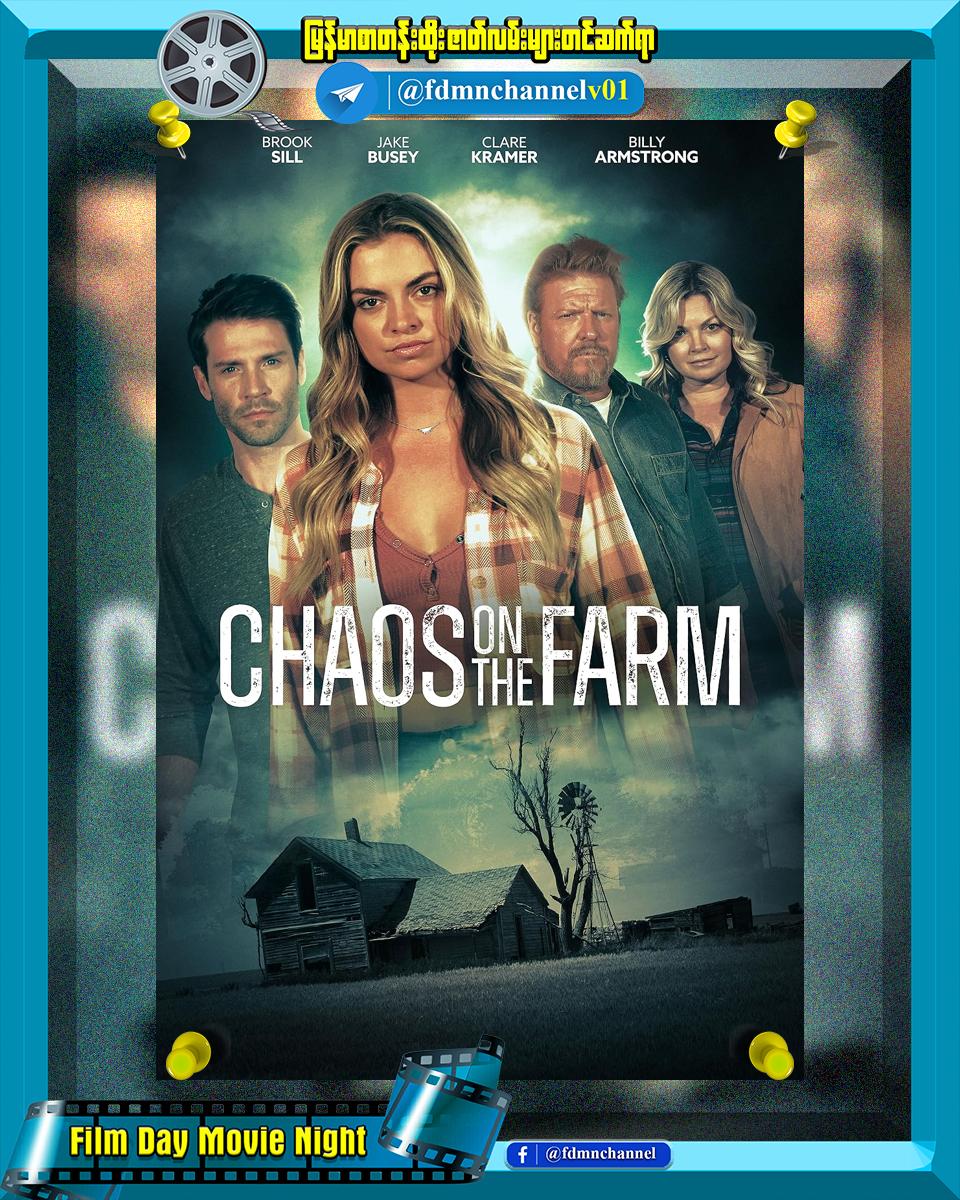 မြန်မာစာတန်းထိုးဇာတ်လမ်းများတင်ဆက်ရာ
@fdmnchannelv01
BROOK SILL
JAKE BUSEY
CLARE KRAMER
BILLY ARMSTRONG
CHAOS ON THE FARM
Film Day Movie Night
@fdmnchannel